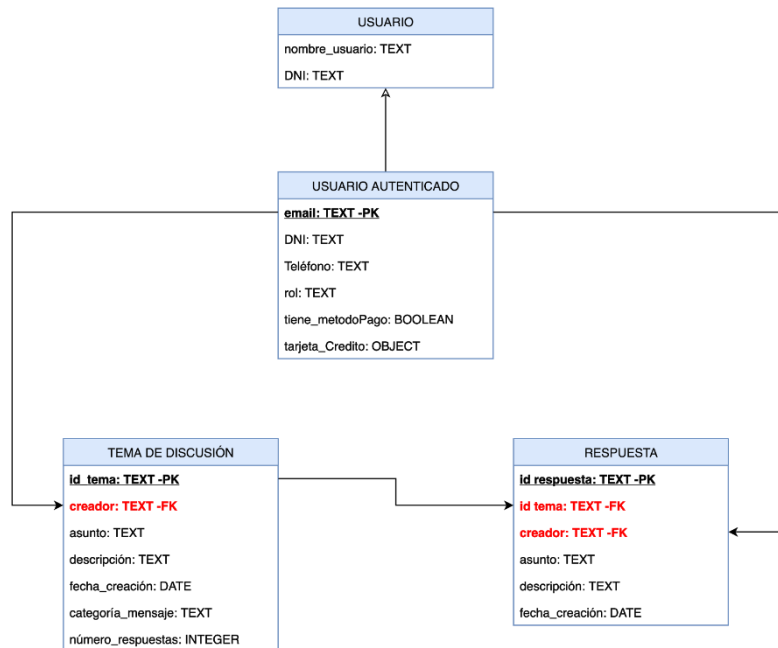 USUARIO
nombre_usuario: TEXT
DNI: TEXT
USUARIO AUTENTICADO
email: TEXT -PK
DNI: TEXT
Teléfono: TEXT
rol: TEXT
tiene_metodoPago: BOOLEAN
tarjeta_Credito: OBJECT
TEMA DE DISCUSIÓN
id_tema: TEXT -PK
creador: TEXT -FK
asunto: TEXT
descripción: TEXT
fecha_creación: DATE
categoría_mensaje: TEXT
número_respuestas: INTEGER
RESPUESTA
id respuesta: TEXT -PK
id tema: TEXT -FK
creador: TEXT -FK
asunto: TEXT
descripción: TEXT
fecha_creación: DATE